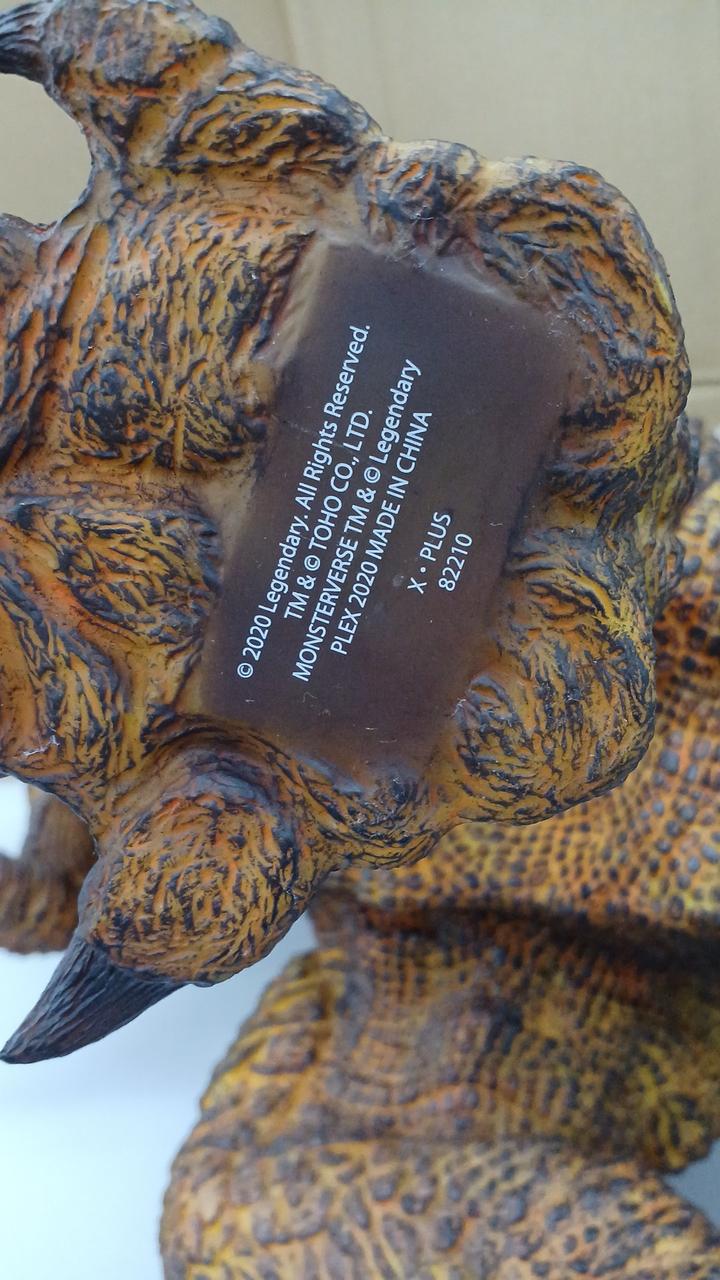 © 2020 Legendary. All Rights Reserved.
TM & © TOHO CO., LTD.
MONSTERVERSE TM & © Legendary
PLEX 2020 MADE IN CHINA
X • PLUS
82210